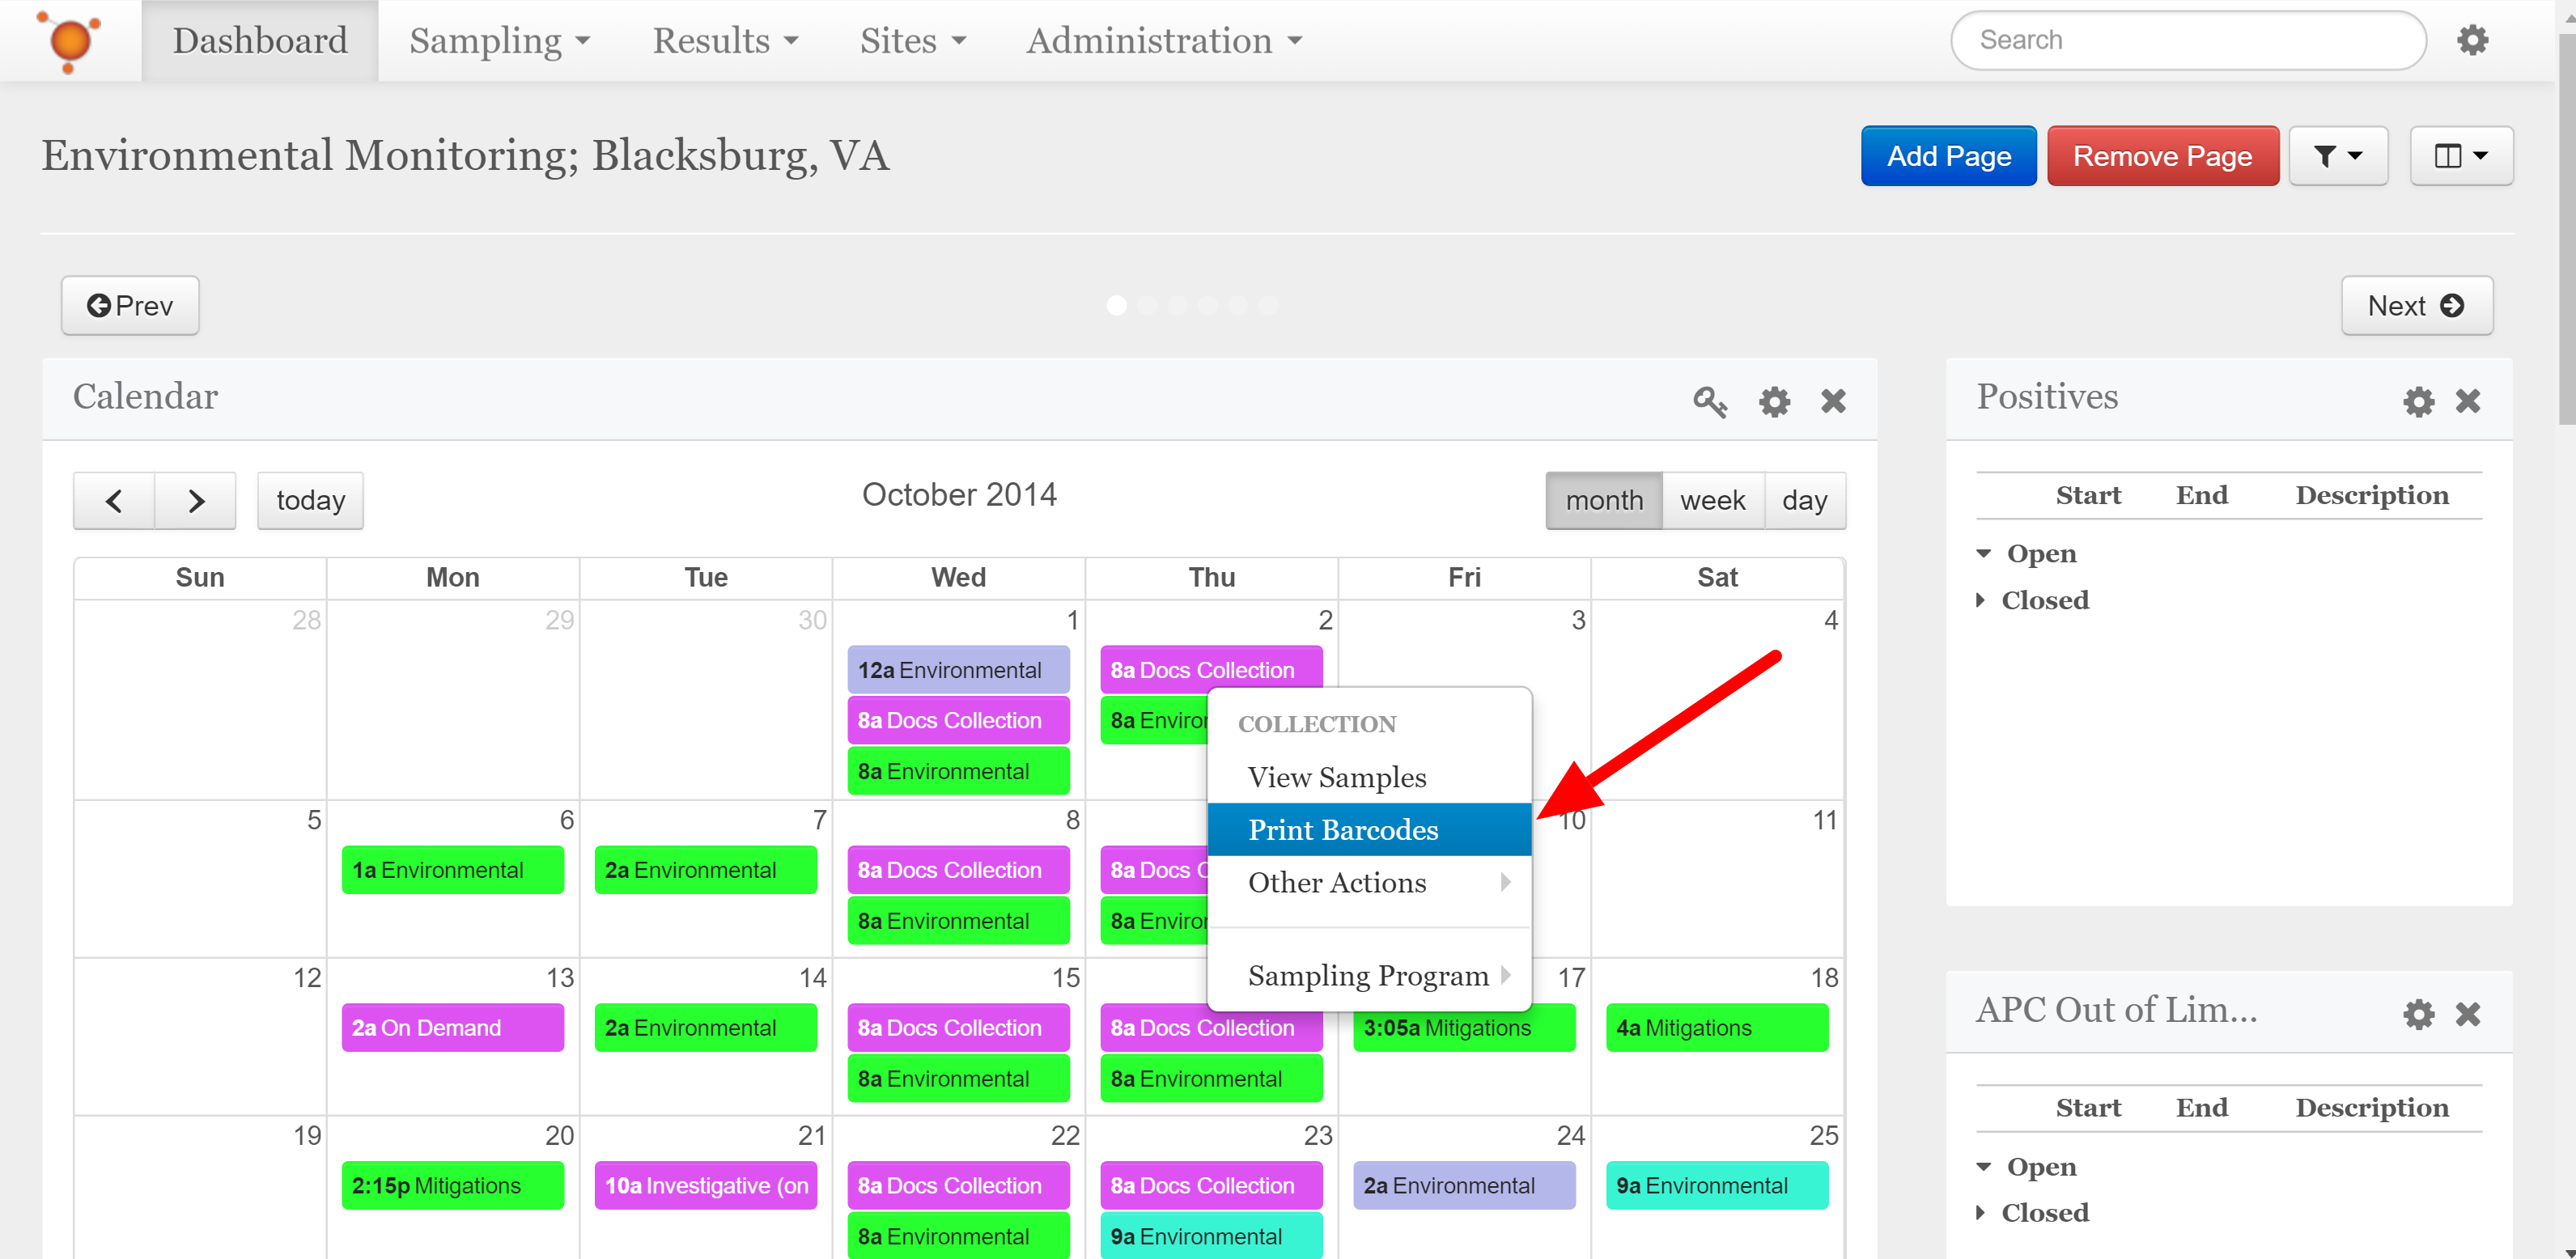 Dashboard Sampling Results Sites Administration Search
Environmental Monitoring; Blacksburg, VA
Add Page Remove Page
Prev Next
Calendar
today October 2014 month week day
Sun Mon Tue Wed Thu Fri Sat
28 29 30 1 2 3 4
12a Environmental 8a Docs Collection
8a Docs Collection 8a Enviro
8a Environmental
COLLECTION
View Samples
Print Barcodes
Other Actions
Sampling Program
5 6 7 8 10 11
1a Environmental 2a Environmental 8a Docs Collection 8a Docs C
8a Environmental 8a Enviro
12 13 14 15 17 18
2a On Demand 2a Environmental 8a Docs Collection 8a Docs Collection 3:05a Mitigations 4a Mitigations
8a Environmental 8a Environmental
19 20 21 22 23 24 25
2:15p Mitigations 10a Investigative (on 8a Docs Collection 8a Docs Collection 2a Environmental 9a Environmental
8a Environmental 9a Environmental
Positives
Start End Description
Open
Closed
APC Out of Lim...
Start End Description
Open
Closed